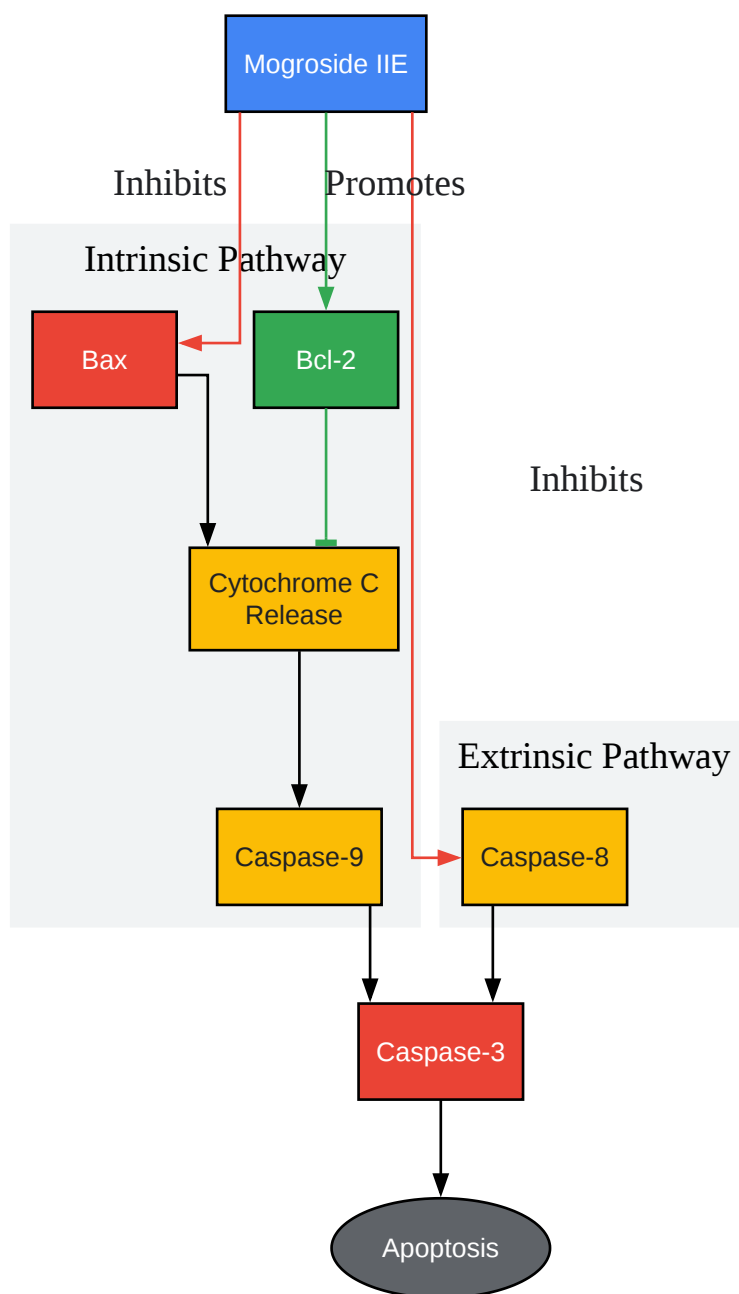 Mogroside IIE
Inhibits
Promotes
Intrinsic Pathway
Bax
Bcl-2
Inhibits
Cytochrome C
Release
Extrinsic Pathway
Caspase-9
Caspase-8
Caspase-3
Apoptosis